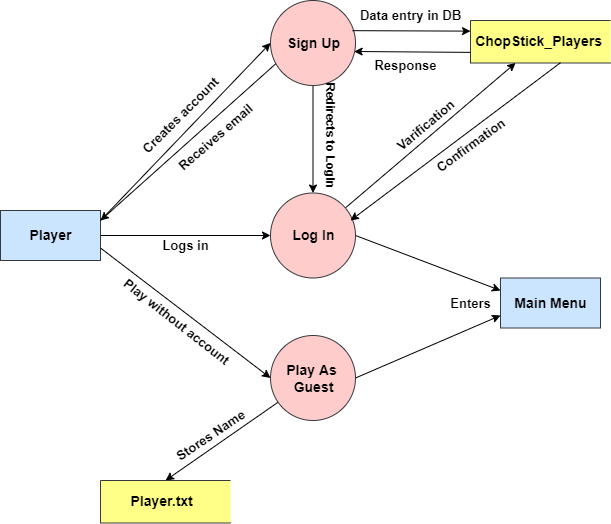 Data entry in DB
Sign Up
ChopStick_Players
Response
Creates account
Receives email
Redirects to LogIn
Varification
Confirmation
Player
Logs in
Log In
Play without account
Enters
Main Menu
Play As
Guest
Stores Name
Player.txt